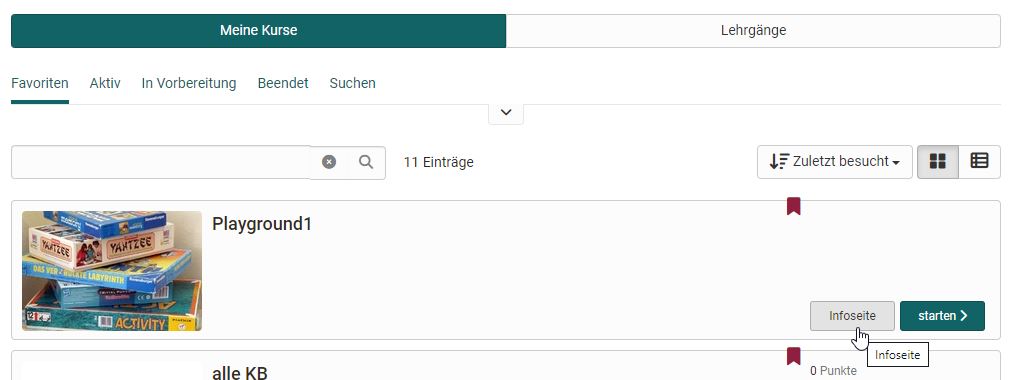 Meine Kurse
Lehrgänge
Favoriten
Aktiv
In Vorbereitung
Beendet
Suchen
11 Einträge
Zuletzt besucht
Playground1
YAHTZEE
YAHTZEE
DAS VERRÜCKTE LABYRINTH
ACTIVITY
Infoseite
starten
Infoseite
alle KB
0 Punkte